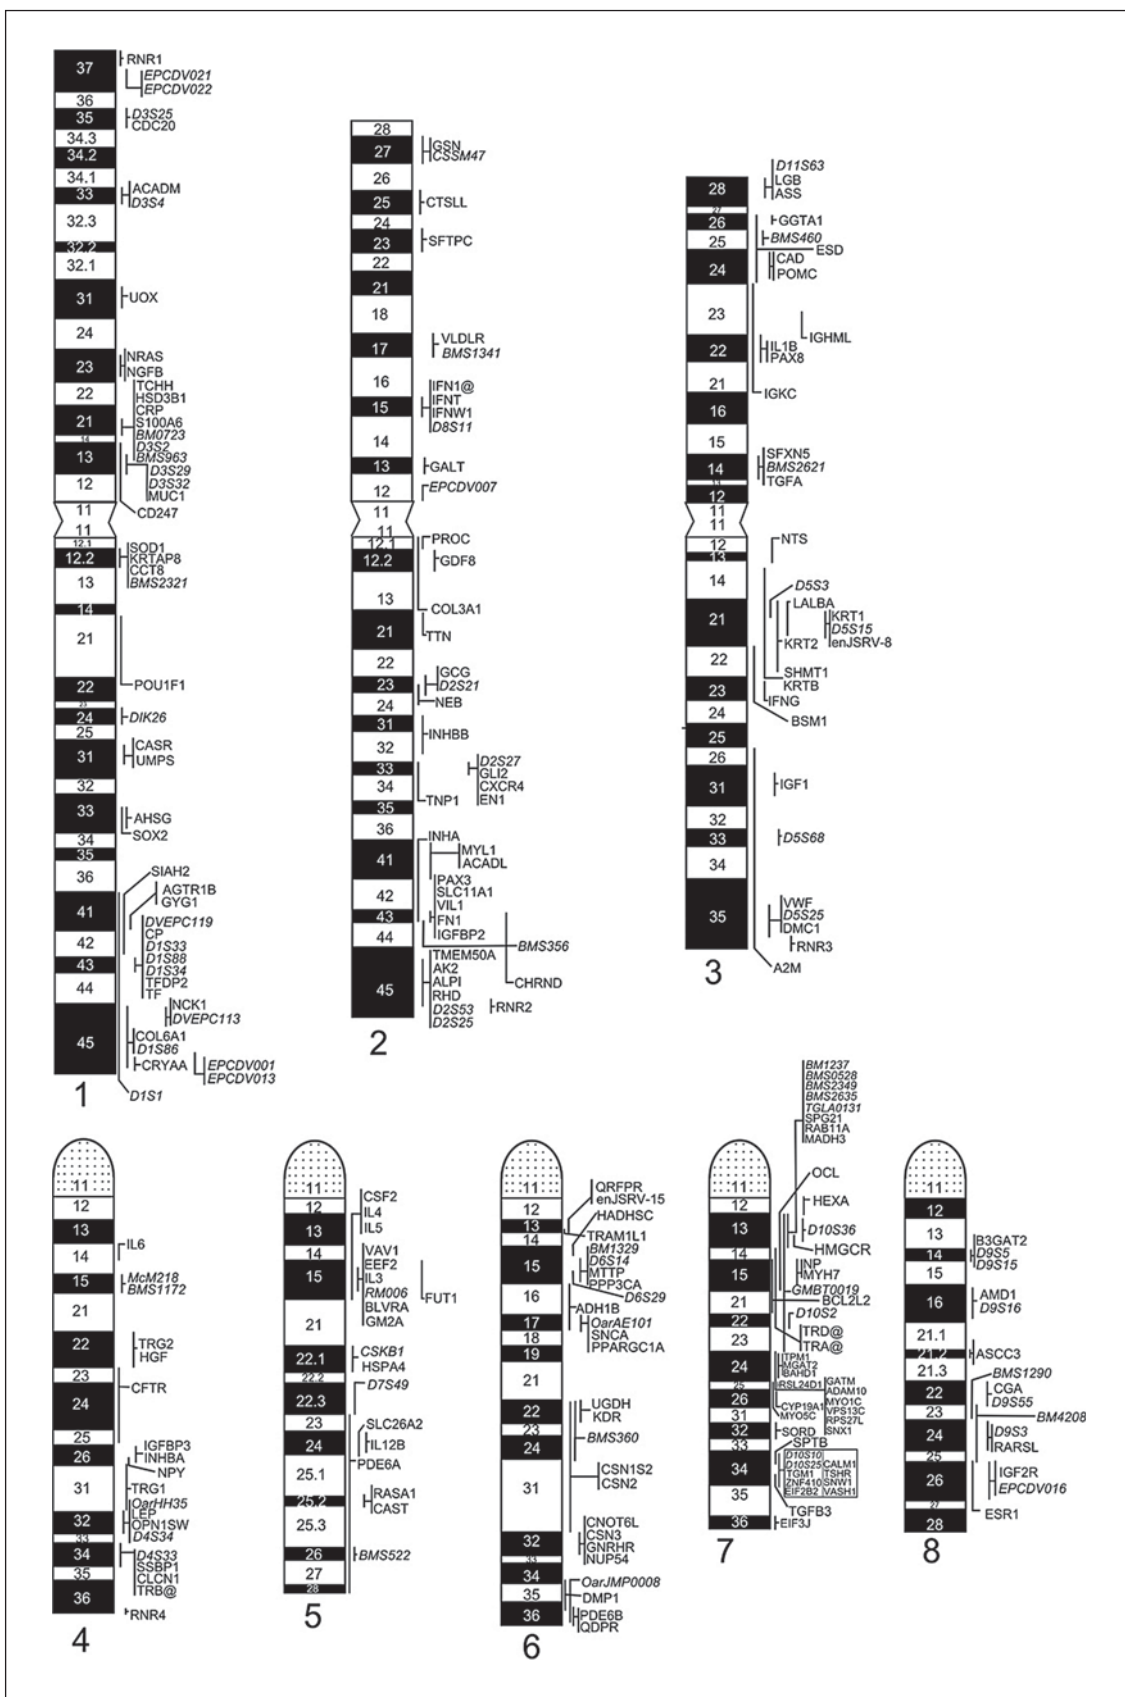 37
36
35
34.3
34.2
34.1
33
32.3
32.2
32.1
31
24
23
22
21
14
13
12
11
11
12.1
12.2
13
14
21
22
23
24
25
31
32
33
34
35
36
41
42
43
44
45
RNR1
EPCDV021
EPCDV022
D3S25
CDC20
ACADM
D3S4
UOX
NRAS
NGFB
TCHH
HSD3B1
CRP
S100A6
BM0723
D3S2
BMS963
D3S29
D3S32
MUC1
CD247
SOD1
KRTAP8
CCT8
BMS2321
POU1F1
DIK26
CASR
UMPS
AHSG
SOX2
SIAH2
AGTR1B
GYG1
DVEPC119
CP
D1S33
D1S88
D1S34
TFDP2
TF
NCK1
DVEPC113
COL6A1
D1S86
CRYAA
EPCDV001
EPCDV013
D1S1
1
28
27
26
25
24
23
22
21
18
17
16
15
14
13
12
11
11
12.1
12.2
13
21
22
23
24
31
32
33
34
35
36
41
42
43
44
45
GSN
CSSM47
CTSLL
SFTPC
VLDLR
BMS1341
IFN1@
IFNT
IFNW1
D8S11
GALT
EPCDV007
PROC
GDF8
COL3A1
TTN
GCG
D2S21
NEB
INHBB
D2S27
GLI2
CXCR4
EN1
TNP1
INHA
MYL1
ACADL
PAX3
SLC11A1
VIL1
FN1
IGFBP2
BMS356
TMEM50A
AK2
ALPI
RHD
D2S53
D2S25
CHRND
RNR2
2
28
27
26
25
24
23
22
21
16
15
14
13
12
11
11
12
13
14
21
22
23
24
25
26
31
32
33
34
35
D11S63
LGB
ASS
GGTA1
BMS460
ESD
CAD
POMC
IGHML
IL1B
PAX8
IGKC
SFXN5
BMS2621
TGFA
NTS
D5S3
LALBA
KRT1
D5S15
enJSRV-8
KRT2
SHMT1
KRTB
IFNG
BSM1
IGF1
D5S68
VWF
D5S25
DMC1
RNR3
A2M
3
11
12
13
14
15
21
22
23
24
25
26
31
32
33
34
35
36
IL6
McM218
BMS1172
TRG2
HGF
CFTR
IGFBP3
INHBA
NPY
TRG1
OarHH35
LEP
OPN1SW
D4S34
D4S33
SSBP1
CLCN1
TRB@
RNR4
4
11
12
13
14
15
21
22.1
22.2
22.3
23
24
25.1
25.2
25.3
26
27
28
CSF2
IL4
IL5
VAV1
EEF2
IL3
RM006
BLVRA
GM2A
FUT1
CSKB1
HSPA4
D7S49
SLC26A2
IL12B
PDE6A
RASA1
CAST
BMS522
5
11
12
13
14
15
16
17
18
19
21
22
23
24
31
32
33
34
35
36
QRFPR
enJSRV-15
HADHSC
TRAM1L1
BM1329
D6S14
MTTP
PPP3CA
D6S29
ADH1B
OarAE101
SNCA
PPARGC1A
UGDH
KDR
BMS360
CSN1S2
CSN2
CNOT6L
CSN3
GNRHR
NUP54
OarJMP0008
DMP1
PDE6B
QDPR
6
11
12
13
14
15
21
22
23
24
25
26
31
32
33
34
35
36
BM1237
BMS0528
BMS2349
BMS2635
TGLA0131
SPG21
RAB11A
MADH3
OCL
HEXA
D10S36
HMGCR
INP
MYH7
GMBT0019
BCL2L2
D10S2
TRD@
TRA@
ITPM1
MGAT2
BAHD1
RSL24D1
GATM
ADAM10
CYP19A1
MYO1C
MYO5C
VPS13C
RPS27L
SORD
SNX1
SPTB
D10S10
D10S25
CALM1
TGM1
TSHR
ZNF410
SNW1
EIF2B2
VASH1
TGFB3
EIF3J
7
11
12
13
14
15
16
21.1
21.2
21.3
22
23
24
25
26
27
28
B3GAT2
D9S5
D9S15
AMD1
D9S16
ASCC3
BMS1290
CGA
D9S55
BM4208
D9S3
RARSL
IGF2R
EPCDV016
ESR1
8